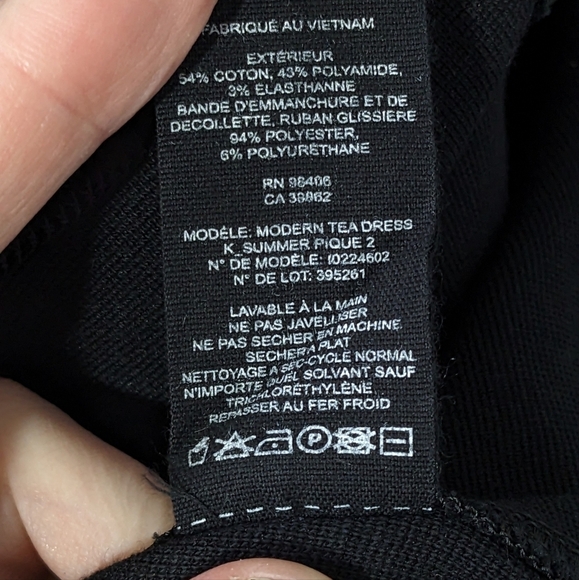 FABRIQUÉ AU VIETNAM
EXTÉRIEUR
54% COTON, 43% POLYAMIDE,
3% ÉLASTHANNE
BANDE D'EMMANCHURE ET DE
DÉCOLLETTE, RUBAN GLISSIÈRE
94% POLYESTER,
6% POLYURÉTHANE
RN 98406
CA 39862
MODÈLE: MODERN TEA DRESS
K_SUMMER PIQUE 2
N° DE MODÈLE: I0224602
N° DE LOT: 395261
LAVABLE À LA MAIN
NE PAS JAVELLISER
NE PAS SECHER EN MACHINE
SECHER A PLAT
NETTOYAGE A SEC-CYCLE NORMAL
N'IMPORTE QUEL SOLVANT SAUF
TRICHLORÉTHYLÈNE
REPASSER AU FER FROID
P